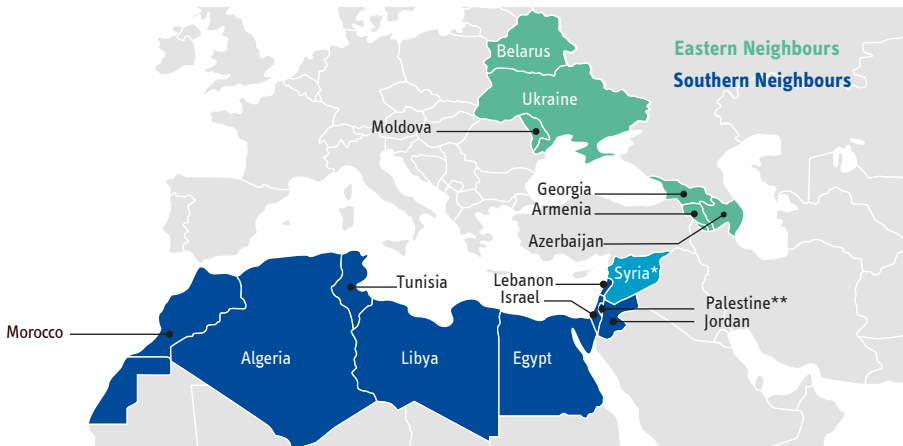 Belarus
Eastern Neighbours
Southern Neighbours
Ukraine
Moldova
Georgia
Armenia
Azerbaijan
Lebanon
Syria*
Tunisia
Israel
Palestine**
Jordan
Morocco
Algeria
Libya
Egypt